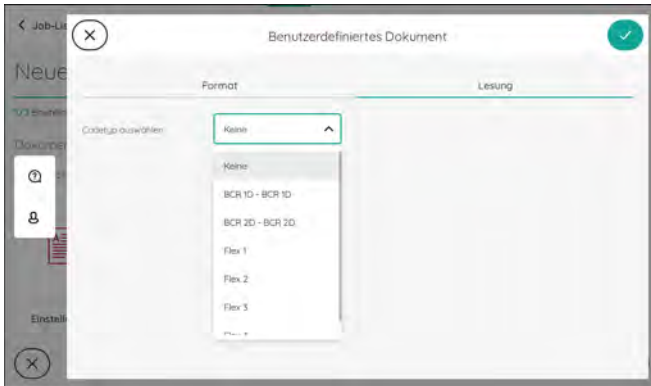 Job-Lis
Benutzerdefiniertes Dokument
Neue
Format
Lesung
Codetyp auswählen
Keine
Keine
BCR 1D - BCR 1D
BCR 2D - BCR 2D
Flex 1
Flex 2
Flex 3
Einstell